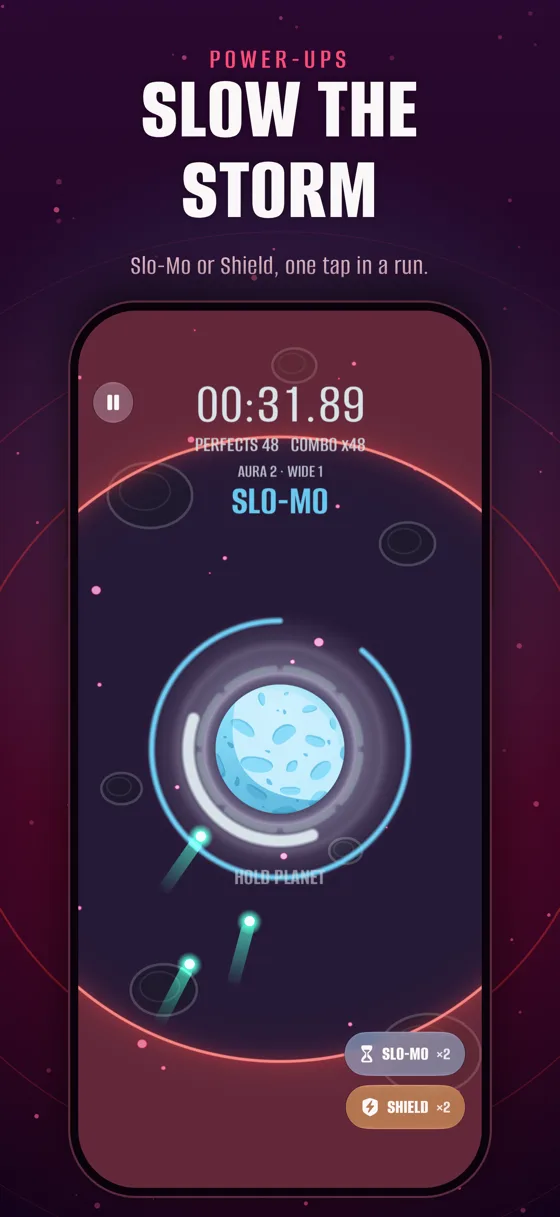 POWER-UPS
SLOW THE
STORM
Slo-Mo or Shield, one tap in a run.
00:31.89
PERFECTS 48 COMBO x48
AURA 2 · WIDE 1
SLO-MO
HOLD PLANET
SLO-MO ×2
SHIELD ×2